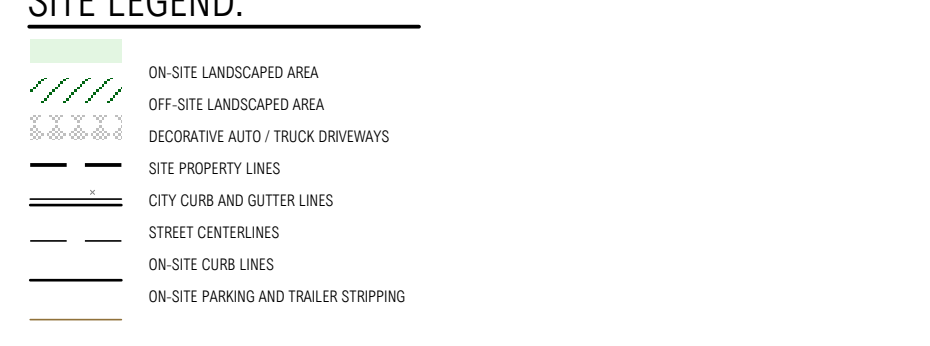 SITE LEGEND:
ON-SITE LANDSCAPED AREA
OFF-SITE LANDSCAPED AREA
DECORATIVE AUTO / TRUCK DRIVEWAYS
SITE PROPERTY LINES
CITY CURB AND GUTTER LINES
STREET CENTERLINES
ON-SITE CURB LINES
ON-SITE PARKING AND TRAILER STRIPPING